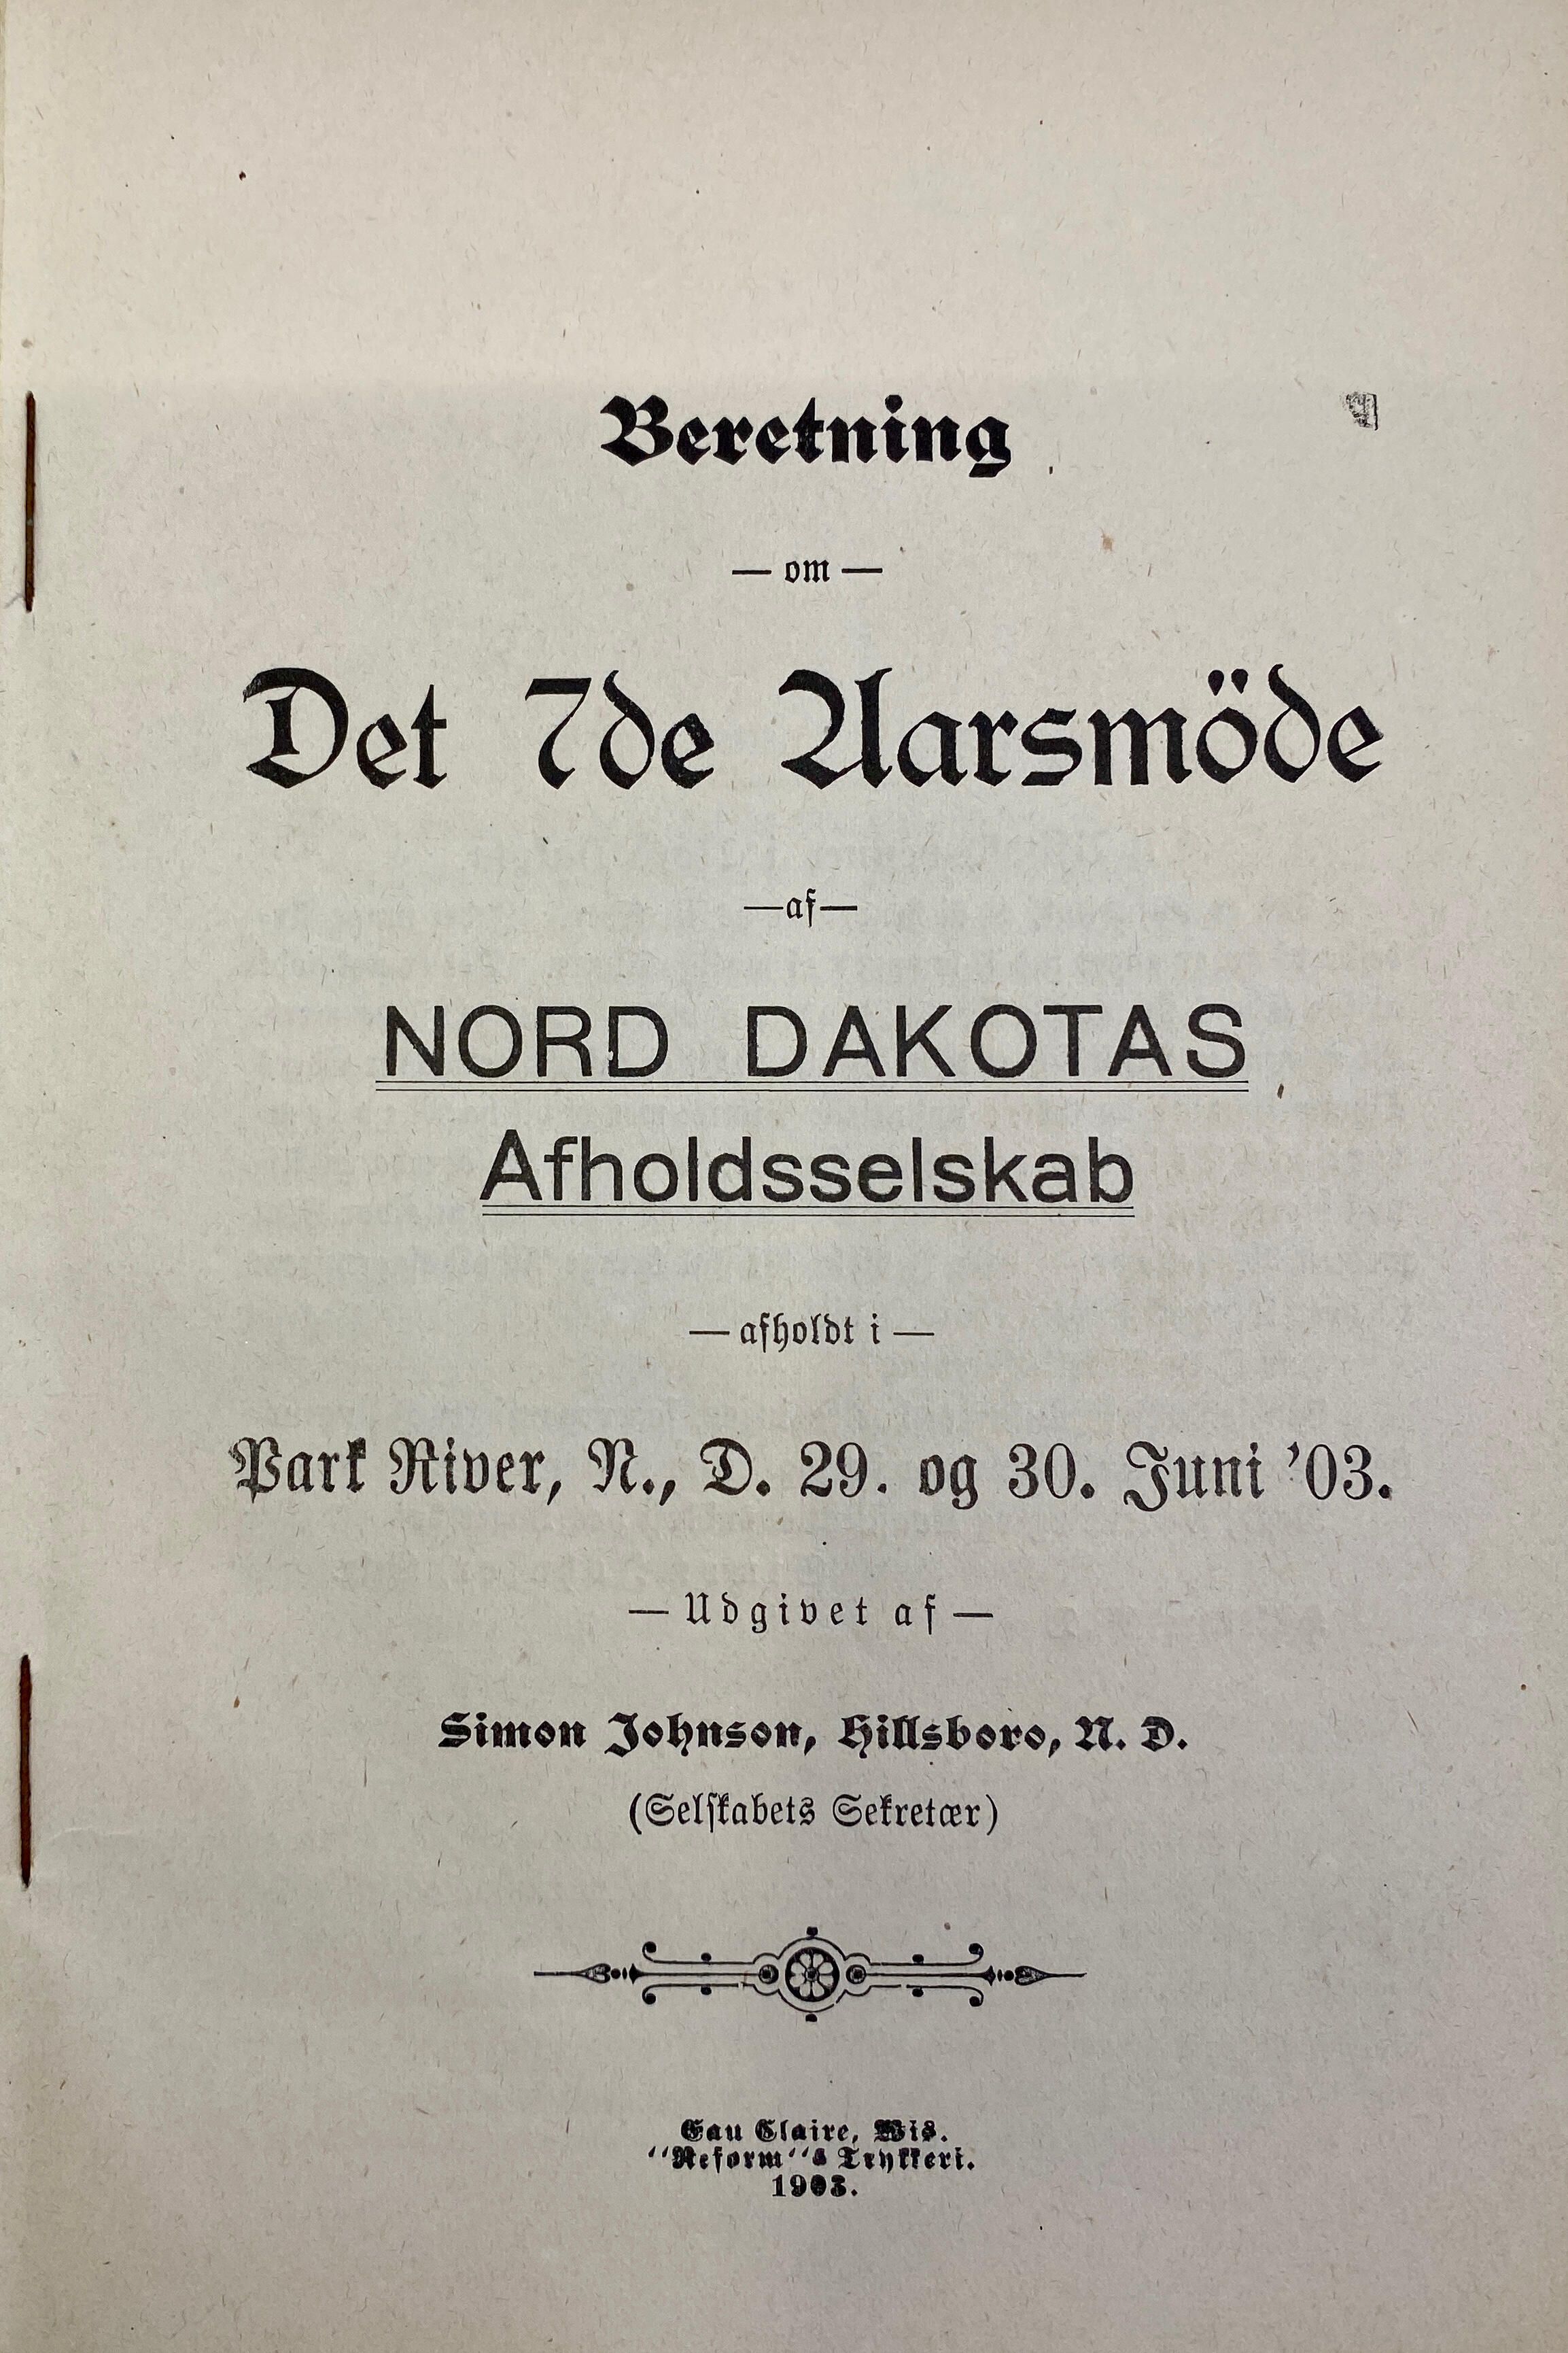 Beretning
— om —
Det 7de Aarsmöde
—af—
NORD DAKOTAS
Afholdsselskab
— afholdt i —
Park River, N., D. 29. og 30. Juni '03.
— Udgivet af —
Simon Johnson, Hillsboro, N. D.
(Selskabets Sekretær)
Eau Claire, Wis.
“Reform“s Trykkeri.
1903.